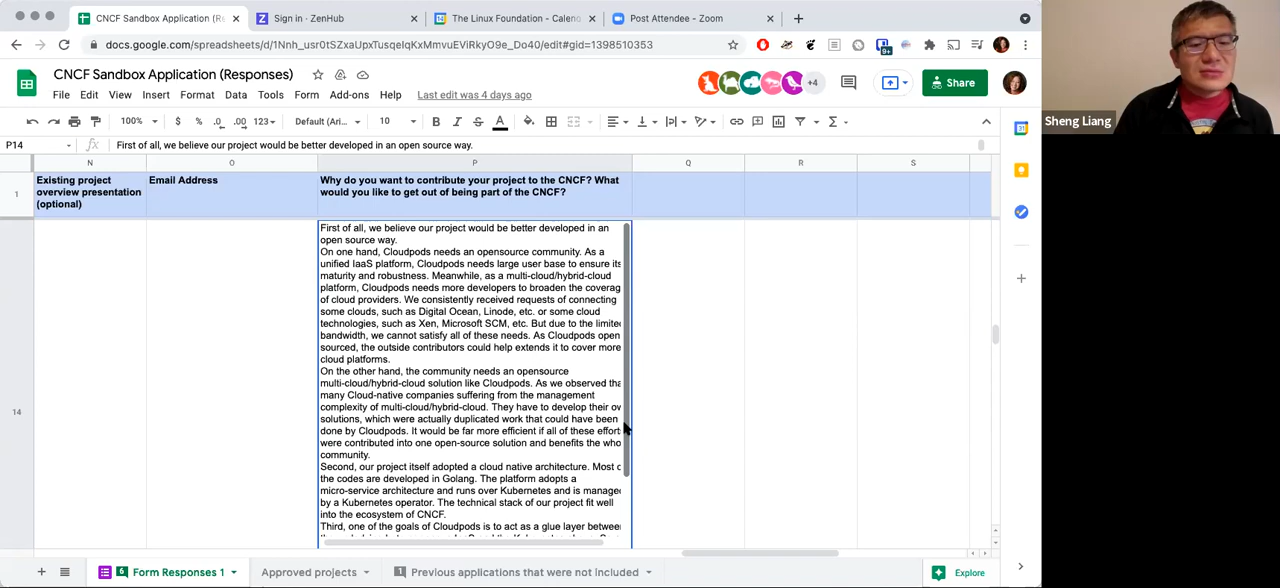 CNCF Sandbox Application (Re
Sign in · ZenHub
The Linux Foundation - Calen
Post Attendee - Zoom
docs.google.com/spreadsheets/d/1Nnh_usr0tSZxaUpxTusqeIqKxMmvuEViRkyO9e_Do40/edit#gid=1398510353
9+
CNCF Sandbox Application (Responses)
File Edit View Insert Format Data Tools Form Add-ons Help Last edit was 4 days ago
+4
Share
100% $ % .0 .00 123 Default (Ari... 10 B I S A
P14 fx First of all, we believe our project would be better developed in an open source way.
N O P Q R S
1
Existing project
overview presentation
(optional)
Email Address
Why do you want to contribute your project to the CNCF? What
would you like to get out of being part of the CNCF?
14
First of all, we believe our project would be better developed in an
open source way.
On one hand, Cloudpods needs an opensource community. As a
unified IaaS platform, Cloudpods needs large user base to ensure its
maturity and robustness. Meanwhile, as a multi-cloud/hybrid-cloud
platform, Cloudpods needs more developers to broaden the coverag
of cloud providers. We consistently received requests of connecting
some clouds, such as Digital Ocean, Linode, etc. or some cloud
technologies, such as Xen, Microsoft SCM, etc. But due to the limite
bandwidth, we cannot satisfy all of these needs. As Cloudpods open
sourced, the outside contributors could help extends it to cover more
cloud platforms.
On the other hand, the community needs an opensource
multi-cloud/hybrid-cloud solution like Cloudpods. As we observed tha
many Cloud-native companies suffering from the management
complexity of multi-cloud/hybrid-cloud. They have to develop their ov
solutions, which were actually duplicated work that could have been
done by Cloudpods. It would be far more efficient if all of these effort
were contributed into one open-source solution and benefits the who
community.
Second, our project itself adopted a cloud native architecture. Most o
the codes are developed in Golang. The platform adopts a
micro-service architecture and runs over Kubernetes and is manage
by a Kubernetes operator. The technical stack of our project fit well
into the ecosystem of CNCF.
Third, one of the goals of Cloudpods is to act as a glue layer betwee
6 Form Responses 1
Approved projects
1 Previous applications that were not included
Explore
Sheng Liang